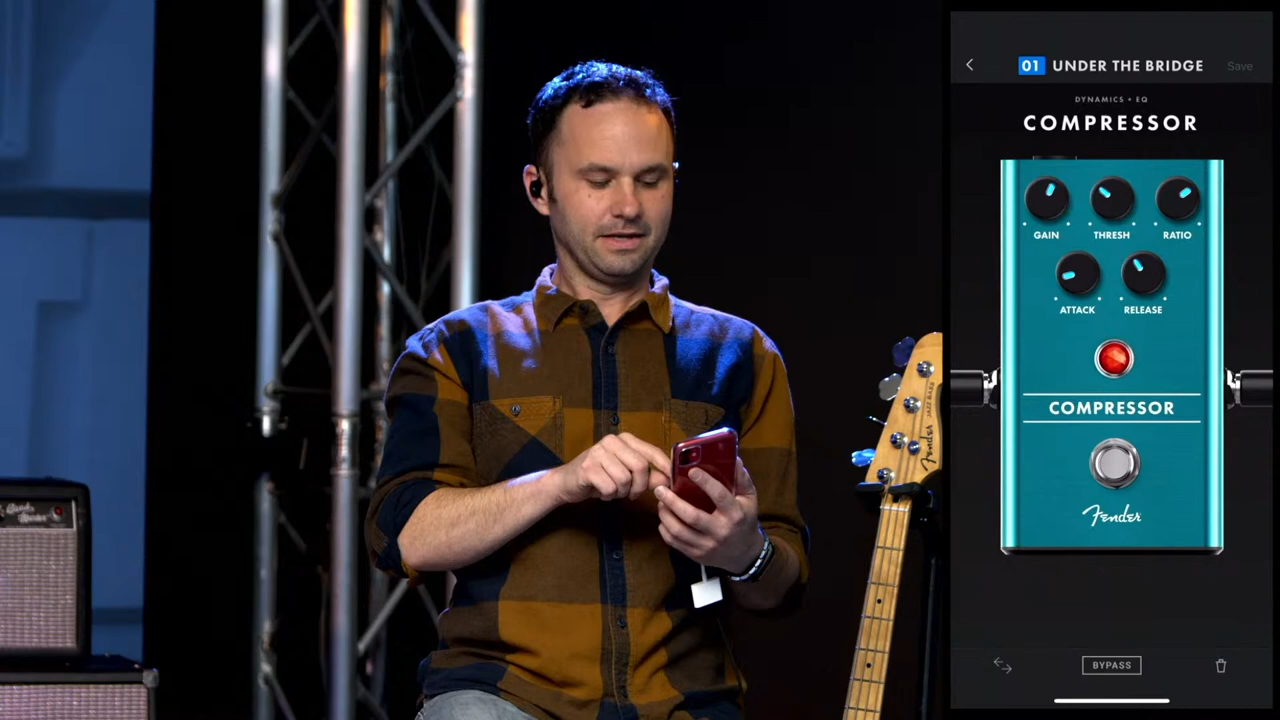 01 UNDER THE BRIDGE Save
DYNAMICS + EQ
COMPRESSOR
GAIN THRESH RATIO
ATTACK RELEASE
COMPRESSOR
Fender
BYPASS
Fender JAZZ BASS